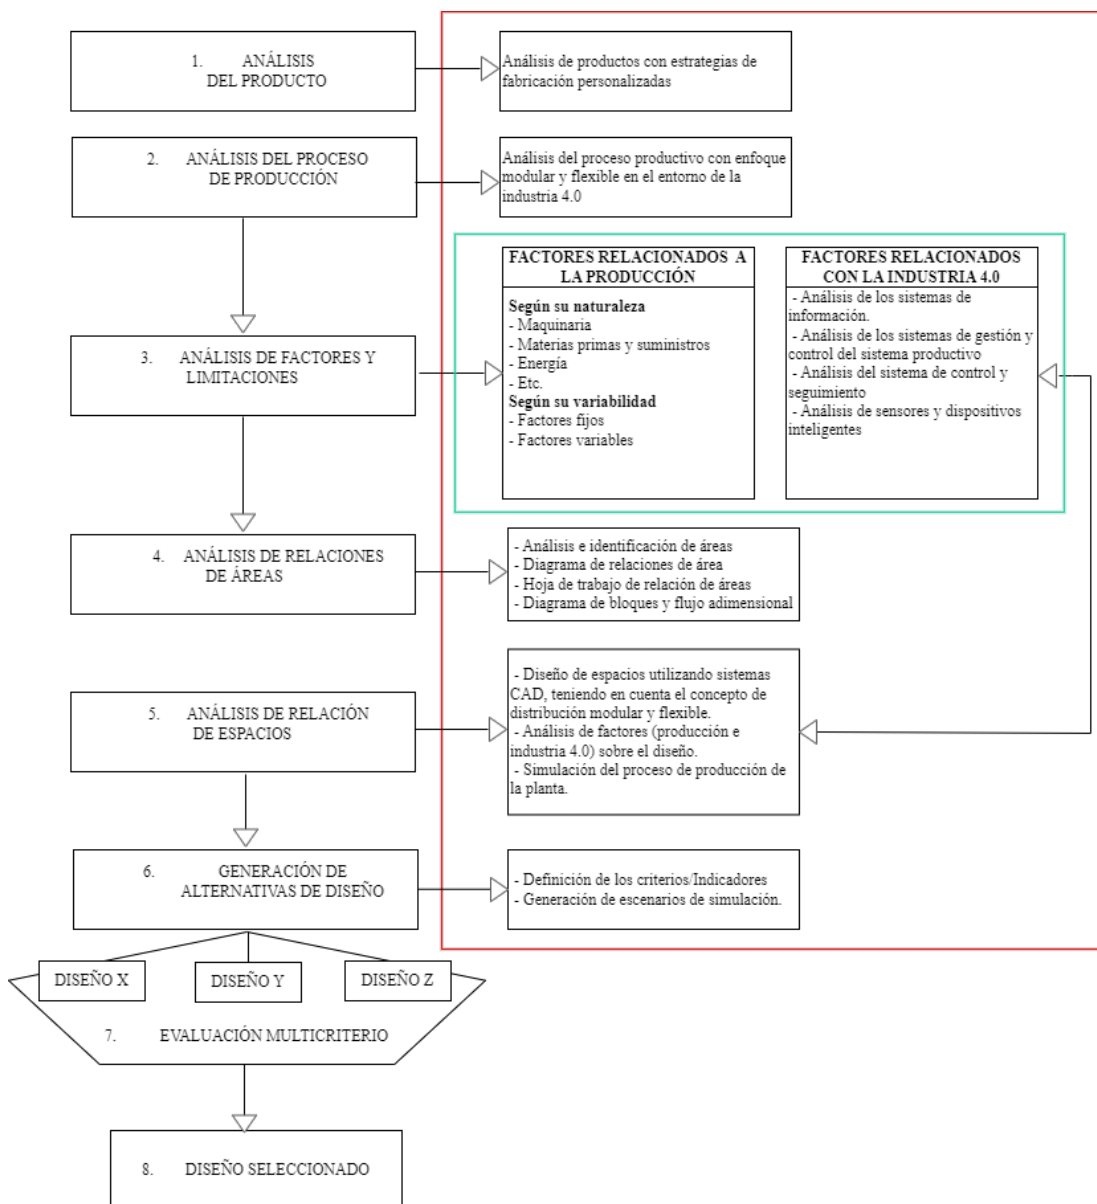 1. ANÁLISIS
DEL PRODUCTO
Análisis de productos con estrategias de
fabricación personalizadas
2. ANÁLISIS DEL PROCESO
DE PRODUCCIÓN
Análisis del proceso productivo con enfoque
modular y flexible en el entorno de la
industria 4.0
3. ANÁLISIS DE FACTORES Y
LIMITACIONES
FACTORES RELACIONADOS A
LA PRODUCCIÓN
Según su naturaleza
- Maquinaria
- Materias primas y suministros
- Energía
- Etc.
Según su variabilidad
- Factores fijos
- Factores variables
FACTORES RELACIONADOS
CON LA INDUSTRIA 4.0
- Análisis de los sistemas de
información.
- Análisis de los sistemas de gestión y
control del sistema productivo
- Análisis del sistema de control y
seguimiento
- Análisis de sensores y dispositivos
inteligentes
4. ANÁLISIS DE RELACIONES
DE ÁREAS
- Análisis e identificación de áreas
- Diagrama de relaciones de área
- Hoja de trabajo de relación de áreas
- Diagrama de bloques y flujo adimensional
5. ANÁLISIS DE RELACIÓN
DE ESPACIOS
- Diseño de espacios utilizando sistemas
CAD, teniendo en cuenta el concepto de
distribución modular y flexible.
- Análisis de factores (producción e
industria 4.0) sobre el diseño.
- Simulación del proceso de producción de
la planta.
6. GENERACIÓN DE
ALTERNATIVAS DE DISEÑO
- Definición de los criterios/Indicadores
- Generación de escenarios de simulación.
DISEÑO X
DISEÑO Y
DISEÑO Z
7. EVALUACIÓN MULTICRITERIO
8. DISEÑO SELECCIONADO